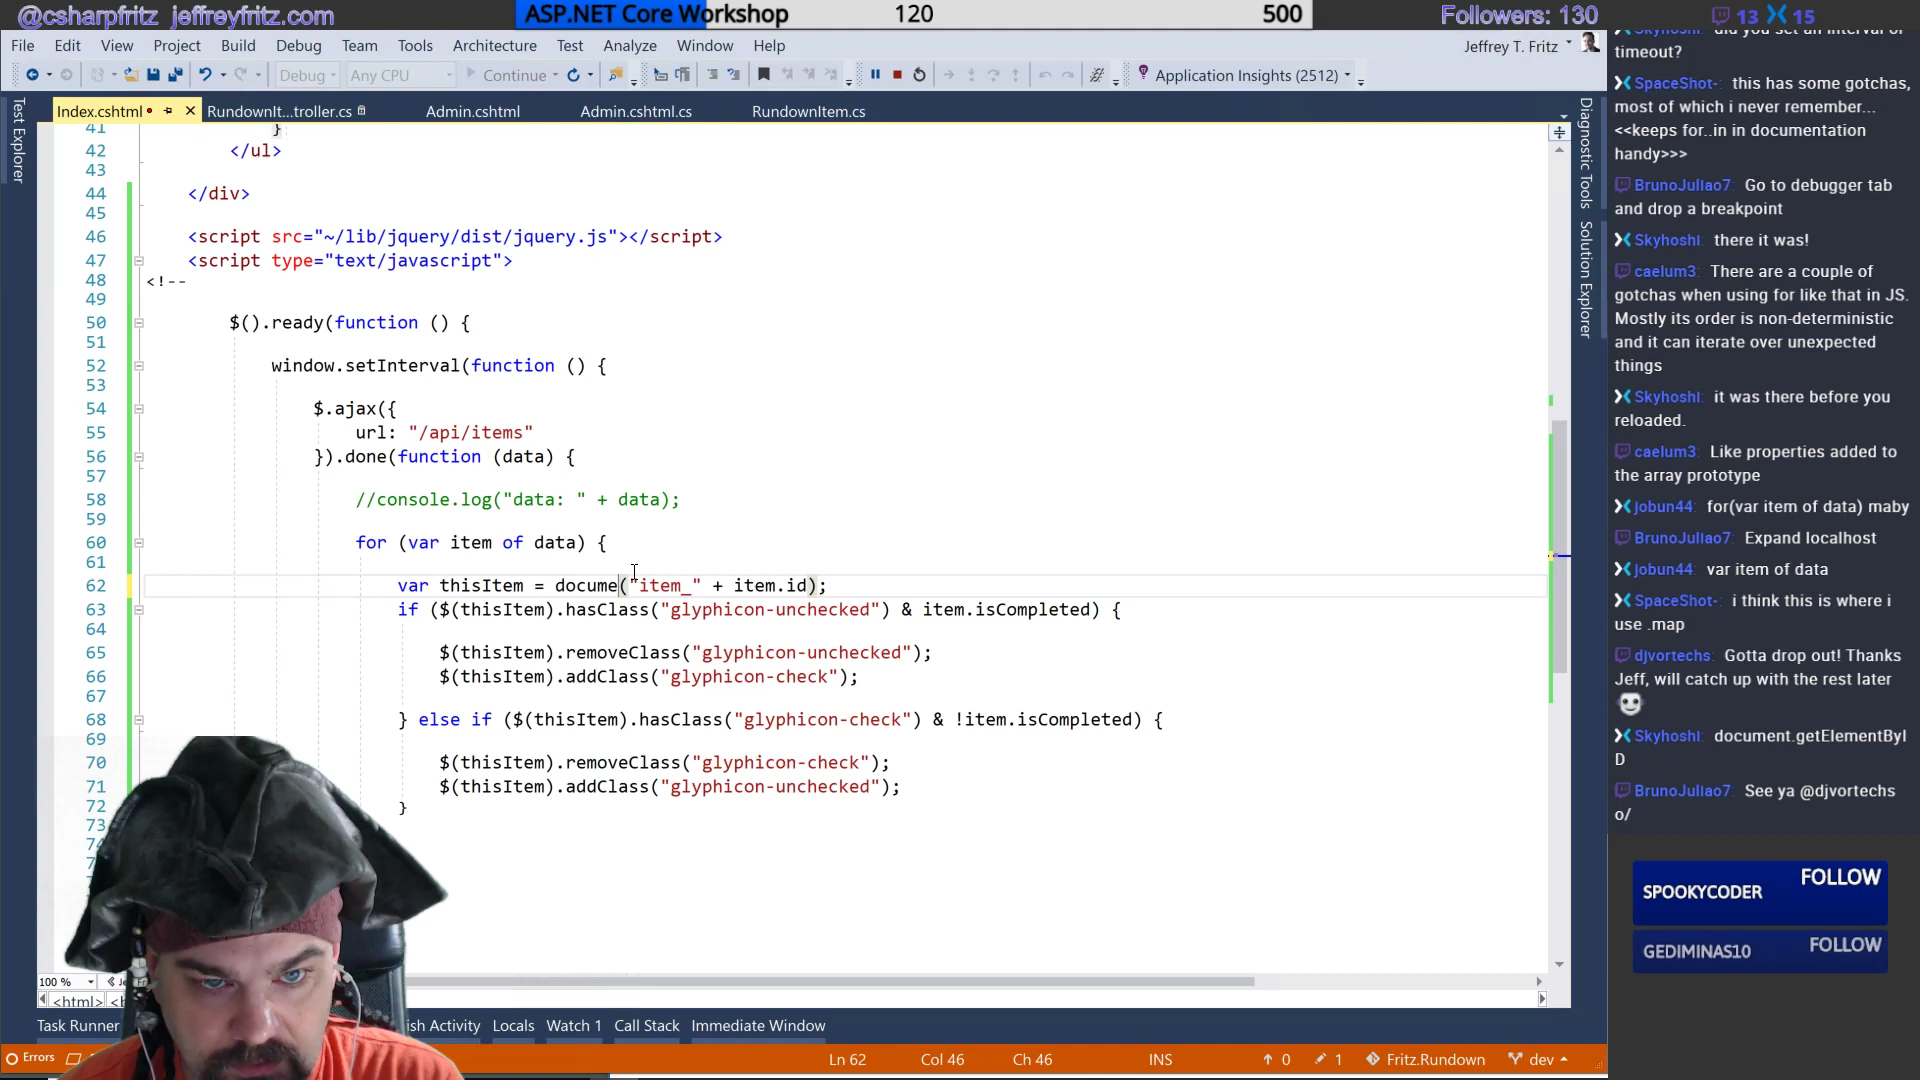 @csharpfritz jeffreyfritz.com
ASP.NET Core Workshop 120 500
Followers: 130
13 15
File Edit View Project Build Debug Team Tools Architecture Test Analyze Window Help
Jeffrey T. Fritz
Debug Any CPU Continue Application Insights (2512)
Index.cshtml RundownIt...troller.cs Admin.cshtml Admin.cshtml.cs RundownItem.cs
Test Explorer
Diagnostic Tools
Solution Explorer
41 }
42 </ul>
43
44 </div>
45
46 <script src="~/lib/jquery/dist/jquery.js"></script>
47 <script type="text/javascript">
48 <!--
49
50 $().ready(function () {
51
52 window.setInterval(function () {
53
54 $.ajax({
55 url: "/api/items"
56 }).done(function (data) {
57
58 //console.log("data: " + data);
59
60 for (var item of data) {
61
62 var thisItem = docume("item_" + item.id);
63 if ($(thisItem).hasClass("glyphicon-unchecked") & item.isCompleted) {
64
65 $(thisItem).removeClass("glyphicon-unchecked");
66 $(thisItem).addClass("glyphicon-check");
67
68 } else if ($(thisItem).hasClass("glyphicon-check") & !item.isCompleted) {
69
70 $(thisItem).removeClass("glyphicon-check");
71 $(thisItem).addClass("glyphicon-unchecked");
72 }
73
100 %
<html>
Task Runner
Locals Watch 1 Call Stack Immediate Window
Errors
Ln 62 Col 46 Ch 46 INS 0 1 Fritz.Rundown dev
Skyhoshi: did you set an interval or
timeout?
SpaceShot-: this has some gotchas,
most of which i never remember...
<<keeps for..in in documentation
handy>>>
BrunoJuliao7: Go to debugger tab
and drop a breakpoint
Skyhoshi: there it was!
caelum3: There are a couple of
gotchas when using for like that in JS.
Mostly its order is non-deterministic
and it can iterate over unexpected
things
Skyhoshi: it was there before you
reloaded.
caelum3: Like properties added to
the array prototype
jobun44: for(var item of data) maby
BrunoJuliao7: Expand localhost
jobun44: var item of data
SpaceShot-: i think this is where i
use .map
djvortechs: Gotta drop out! Thanks
Jeff, will catch up with the rest later
Skyhoshi: document.getElementByI
D
BrunoJuliao7: See ya @djvortechs
o/
SPOOKYCODER FOLLOW
GEDIMINAS10 FOLLOW